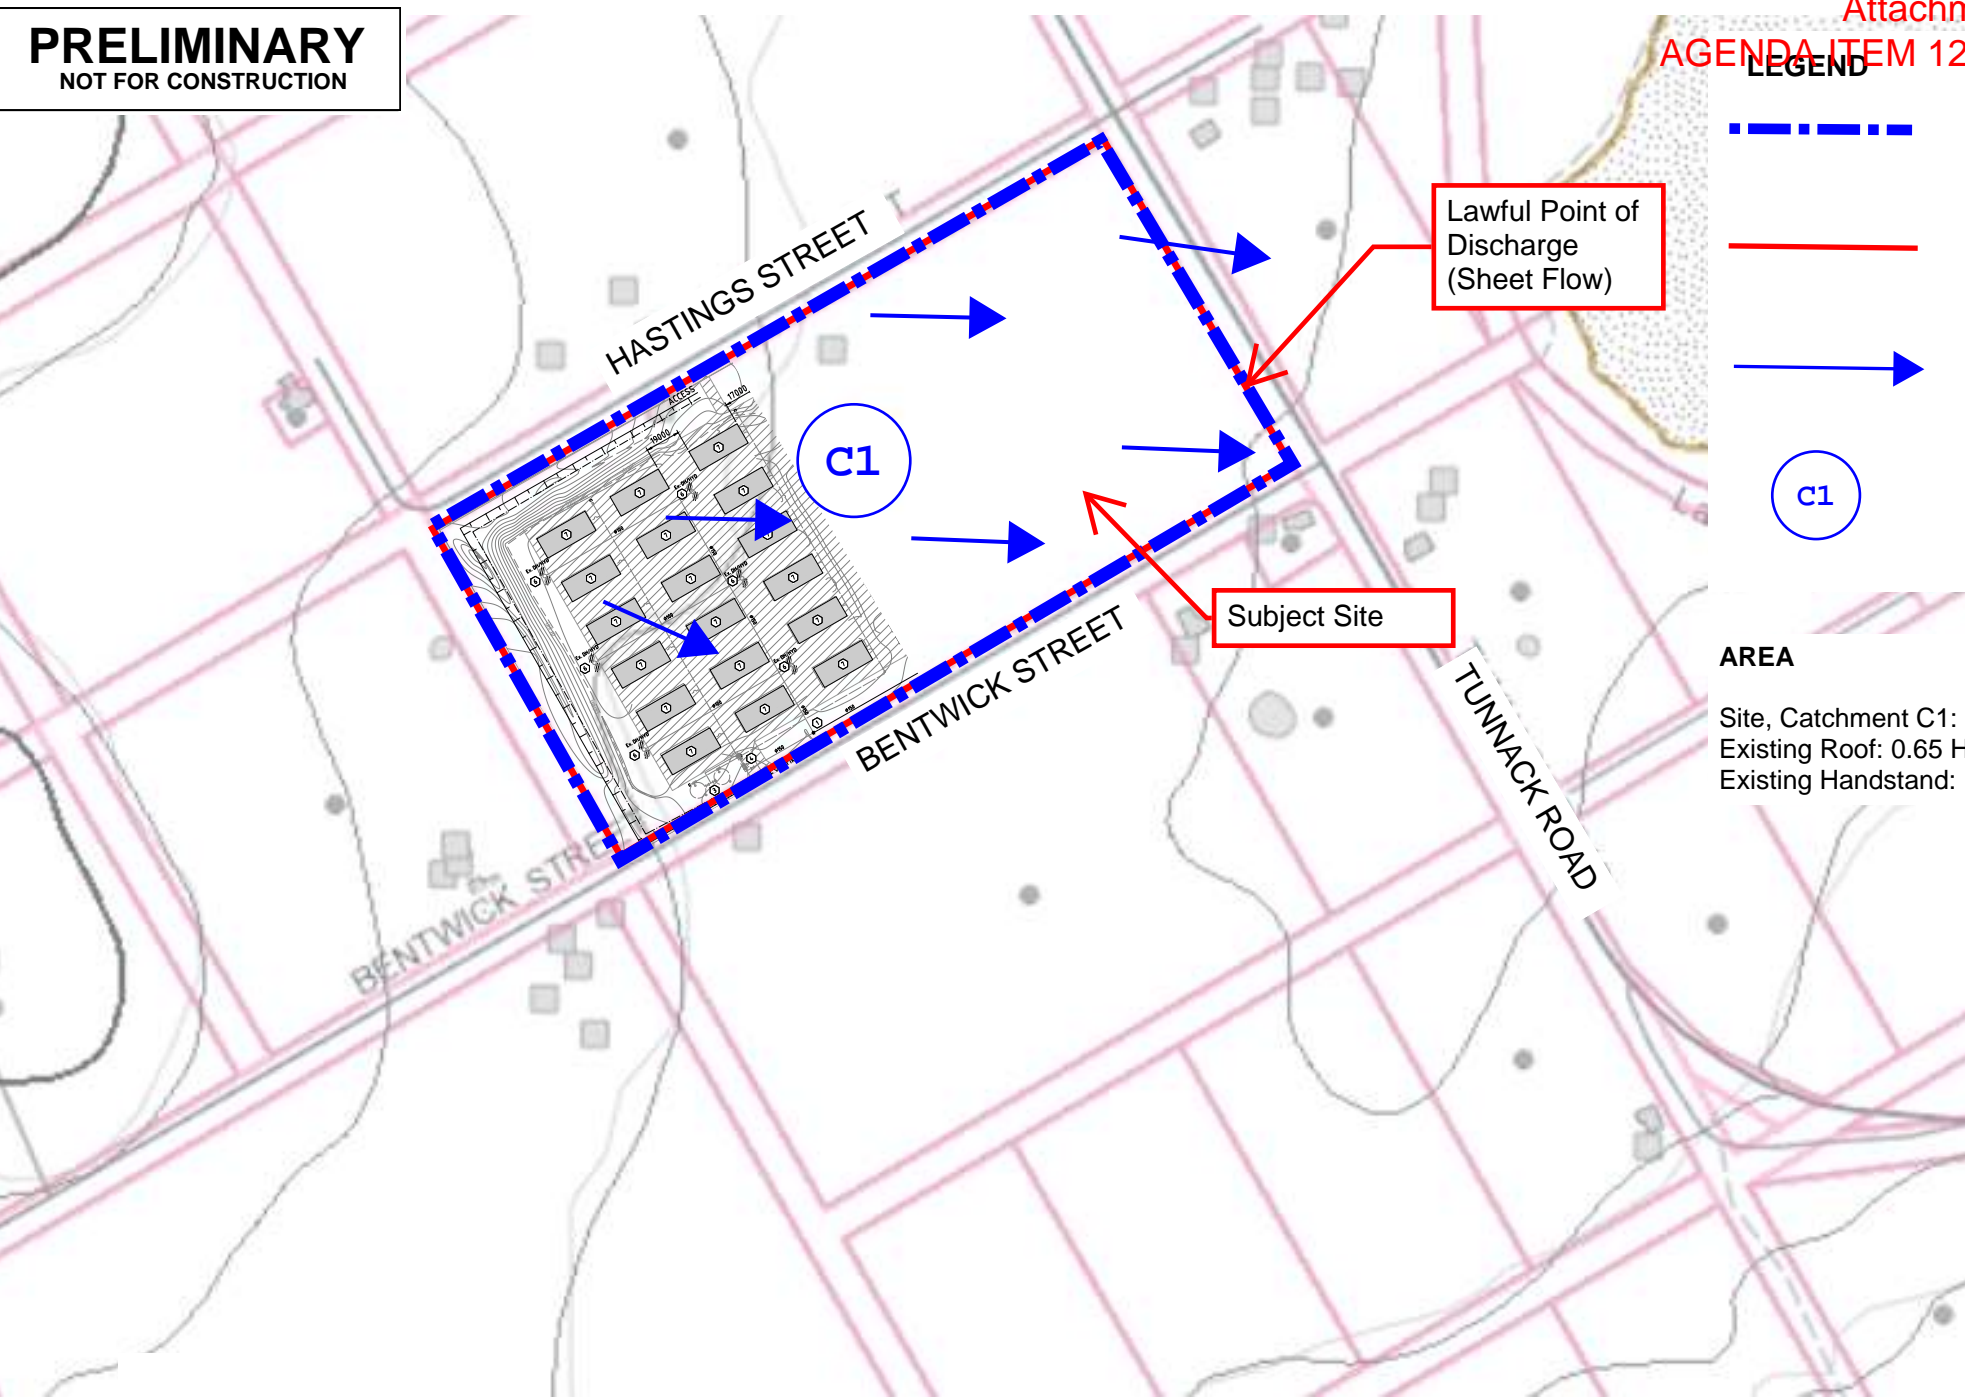 PRELIMINARY
NOT FOR CONSTRUCTION
Attachm
AGENDA ITEM 12
LEGEND
Lawful Point of
Discharge
(Sheet Flow)
HASTINGS STREET
T
ACCESS
17000
19000
C1
C1
Subject Site
BENTWICK STREET
TUNNACK ROAD
BENTWICK STRE
AREA
Site, Catchment C1:
Existing Roof: 0.65 H
Existing Handstand: